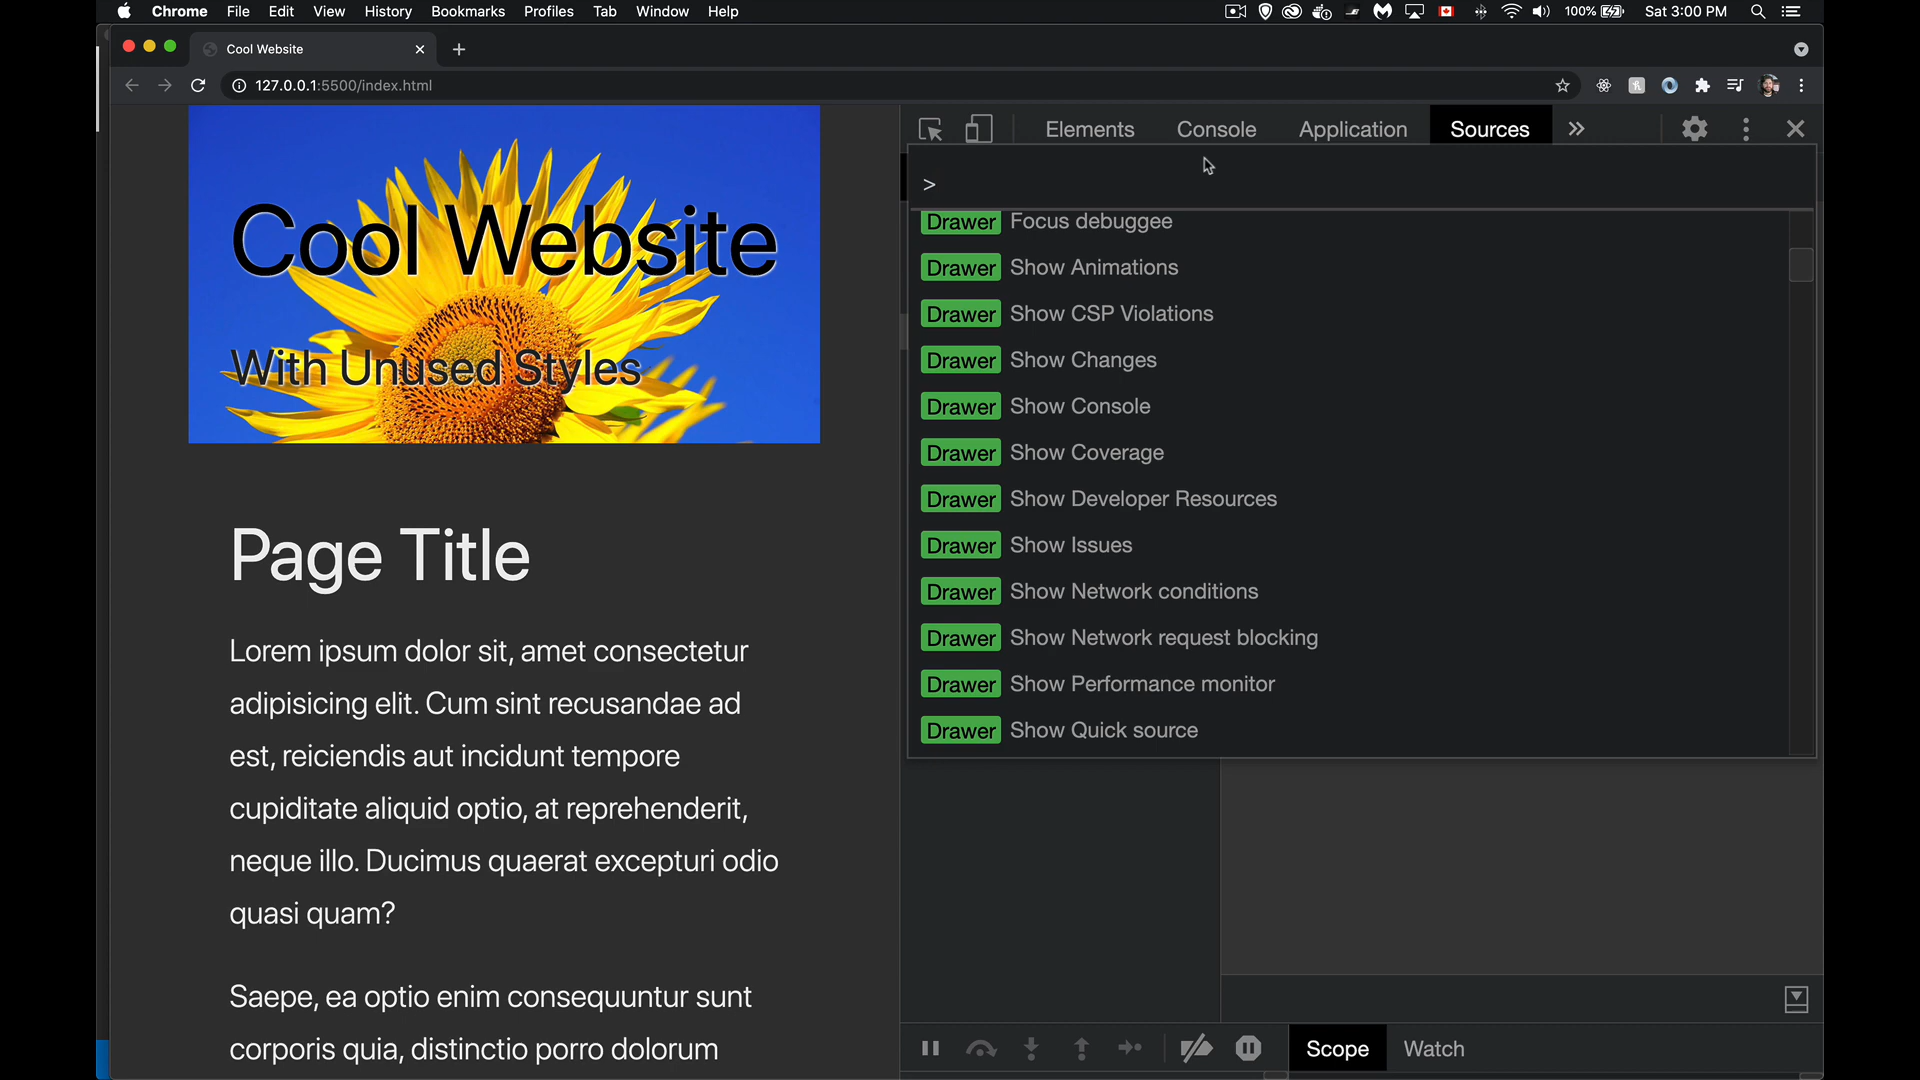 Chrome File Edit View History Bookmarks Profiles Tab Window Help 100% Sat 3:00 PM
Cool Website
127.0.0.1:5500/index.html
Elements Console Application Sources
>
Drawer Focus debuggee
Drawer Show Animations
Drawer Show CSP Violations
Drawer Show Changes
Drawer Show Console
Drawer Show Coverage
Drawer Show Developer Resources
Drawer Show Issues
Drawer Show Network conditions
Drawer Show Network request blocking
Drawer Show Performance monitor
Drawer Show Quick source
Cool Website
With Unused Styles
Page Title
Lorem ipsum dolor sit, amet consectetur
adipisicing elit. Cum sint recusandae ad
est, reiciendis aut incidunt tempore
cupiditate aliquid optio, at reprehenderit,
neque illo. Ducimus quaerat excepturi odio
quasi quam?
Saepe, ea optio enim consequuntur sunt
corporis quia, distinctio porro dolorum
Scope Watch